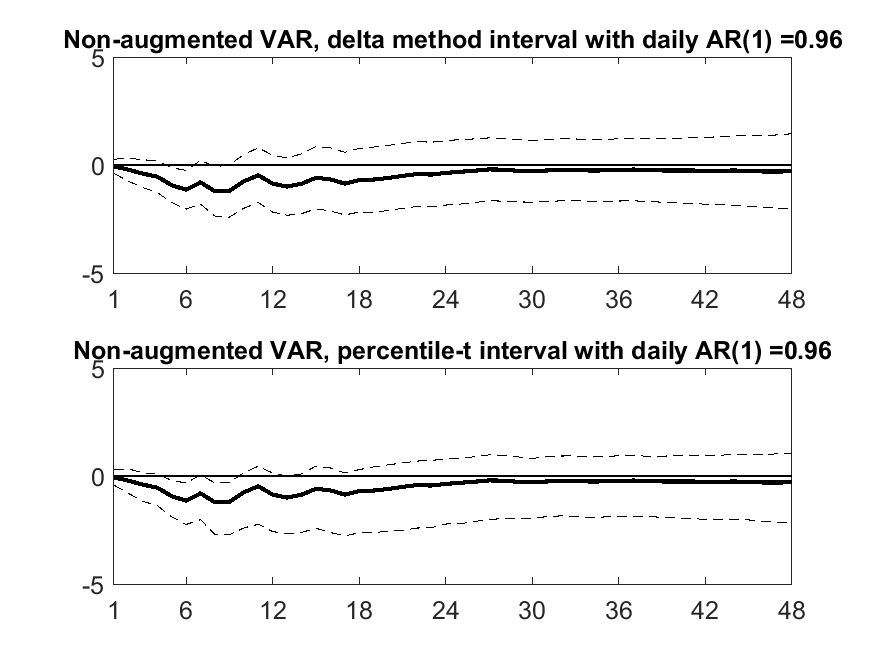 Non-augmented VAR, delta method interval with daily AR(1) =0.96
5
0
-5
1 6 12 18 24 30 36 42 48
Non-augmented VAR, percentile-t interval with daily AR(1) =0.96
5
0
-5
1 6 12 18 24 30 36 42 48